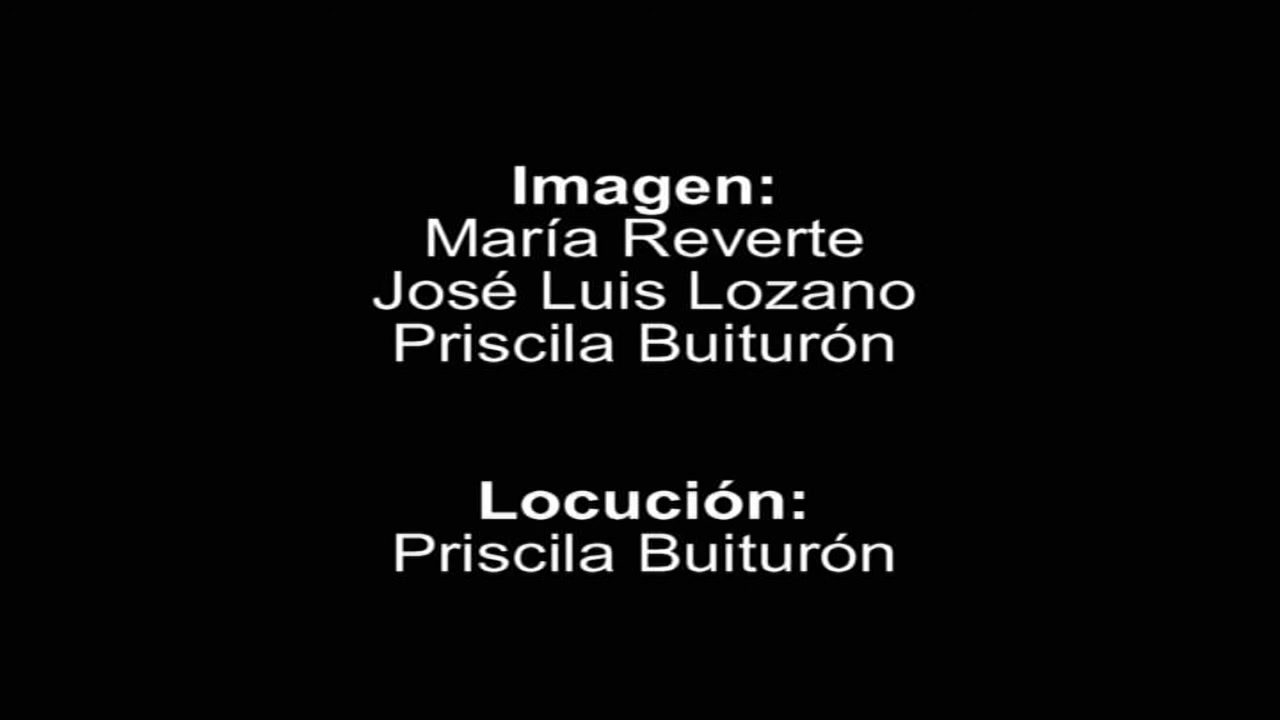 Imagen:
María Reverte
José Luis Lozano
Priscila Buiturón
Locución:
Priscila Buiturón